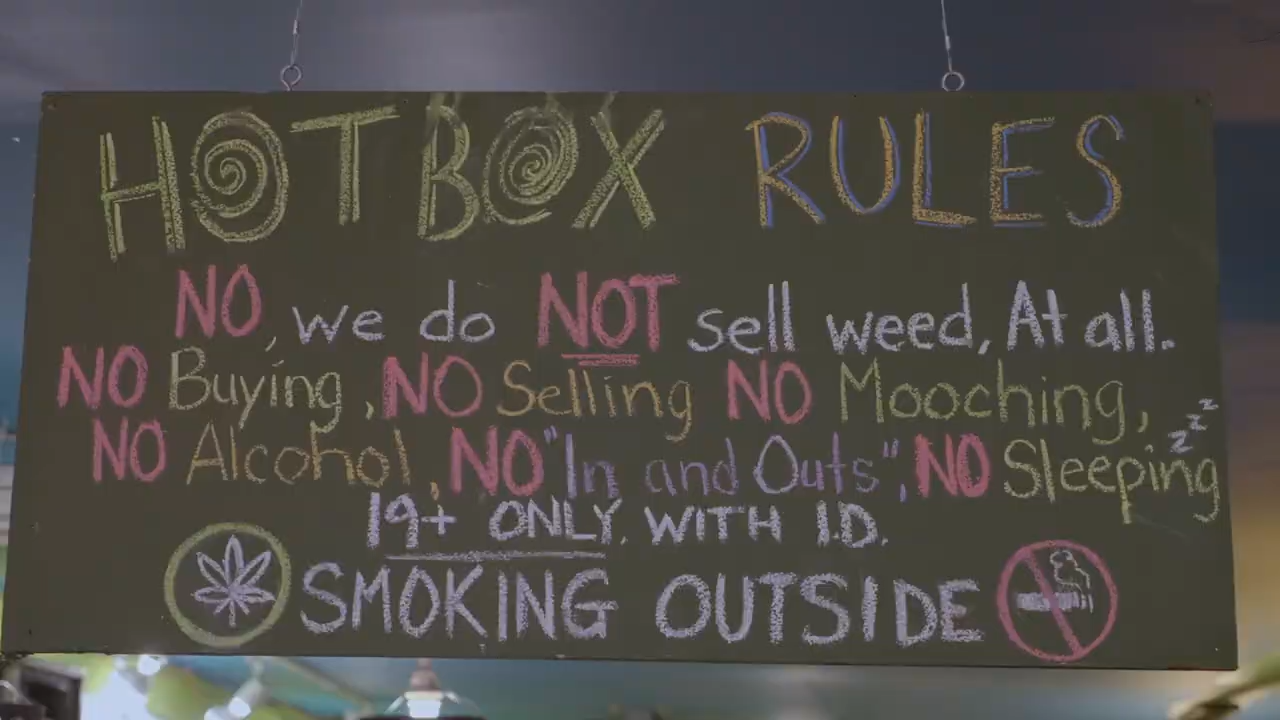 HOTBOX RULES
NO, we do NOT sell weed, At all.
NO Buying, NO Selling NO Mooching,
NO Alcohol, NO "In and Outs", NO Sleeping zzz
19+ ONLY. WITH I.D.
SMOKING OUTSIDE